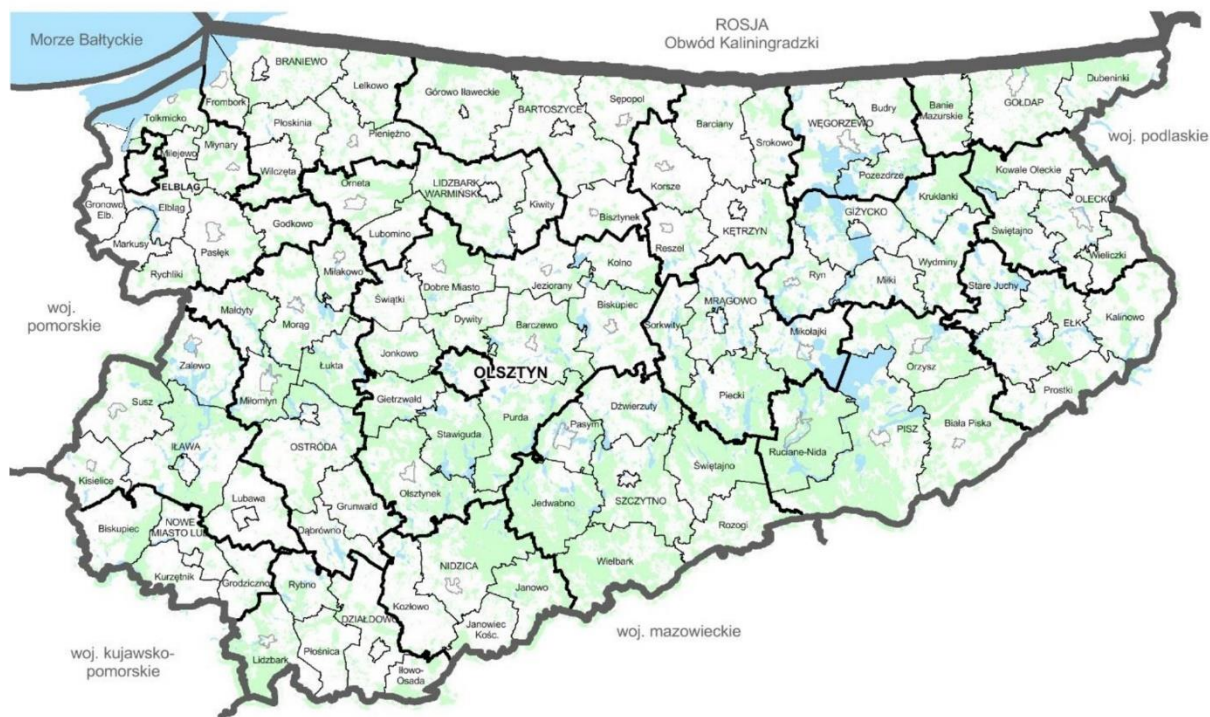 Morze Bałtyckie
ROSJA
Obwód Kaliningradzki
BRANIEWO
Lelkowo
Górowo Iławeckie
Sępopol
BARTOSZYCE
Frombork
Płoskinia
Pieniężno
Tolkmicko
Młynary
Milejewo
Wilczęta
ELBLĄG
Elbląg
Gronowo
Elb.
Markusy
Pasłęk
Rychliki
Godkowo
Orneta
LIDZBARK
WARMIŃSKI
Kiwity
Lubomino
Bisztynek
Barciany
Srokowo
Korsze
KĘTRZYN
Reszel
WĘGORZEWO
Budry
Pozezdrze
Banie
Mazurskie
GOŁDAP
Dubeninki
woj. podlaskie
Kowale Oleckie
OLECKO
Świętajno
Wieliczki
Kruklanki
GIŻYCKO
Wydminy
Ryn
Miłki
Stare Juchy
EŁK
Kalinowo
Prostki
woj.
pomorskie
Małdyty
Miłakowo
Morąg
Zalewo
Łukta
Miłomłyn
Susz
IŁAWA
OSTRÓDA
Kisielice
Lubawa
Grunwald
Dąbrówno
Świątki
Dobre Miasto
Jeziorany
Kolno
Dywity
Barczewo
Biskupiec
Jonkowo
OLSZTYN
Gietrzwałd
Stawiguda
Purda
Olsztynek
Sorkwity
MRĄGOWO
Mikołajki
Piecki
Orzysz
PISZ
Biała Piska
Ruciane-Nida
Dźwierzuty
Pasym
Świętajno
SZCZYTNO
Jedwabno
Rozogi
Wielbark
Biskupiec
NOWE
MIASTO LUB.
Kurzętnik
Grodziczno
Rybno
DZIAŁDOWO
Lidzbark
Płośnica
Iłowo-
Osada
NIDZICA
Kozłowo
Janowo
Janowiec
Kośc.
woj. mazowieckie
woj. kujawsko-
pomorskie